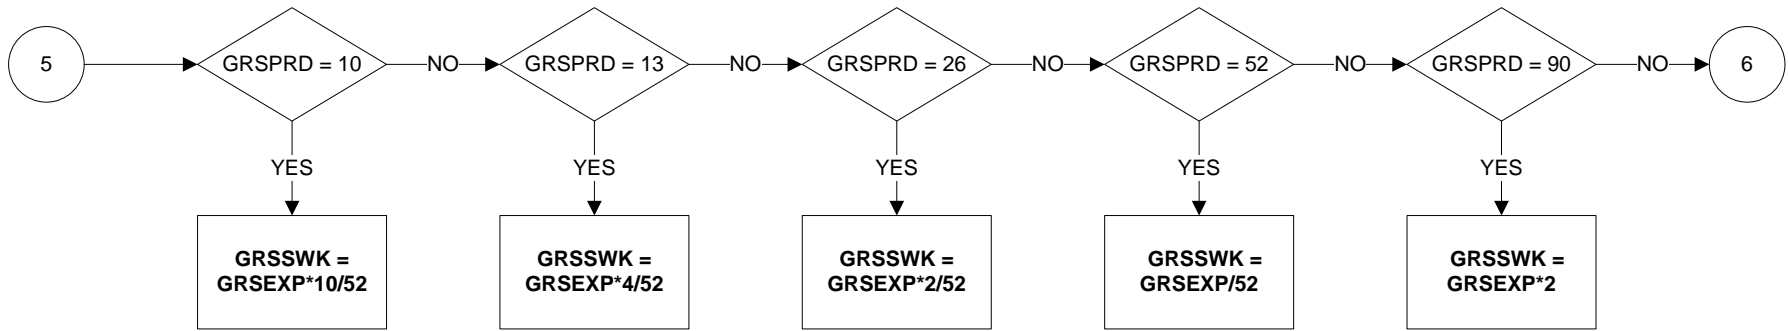 5
GRSPRD = 10
NO
GRSPRD = 13
NO
GRSPRD = 26
NO
GRSPRD = 52
NO
GRSPRD = 90
NO
6
YES
YES
YES
YES
YES
GRSSWK =
GRSEXP*10/52
GRSSWK =
GRSEXP*4/52
GRSSWK =
GRSEXP*2/52
GRSSWK =
GRSEXP/52
GRSSWK =
GRSEXP*2